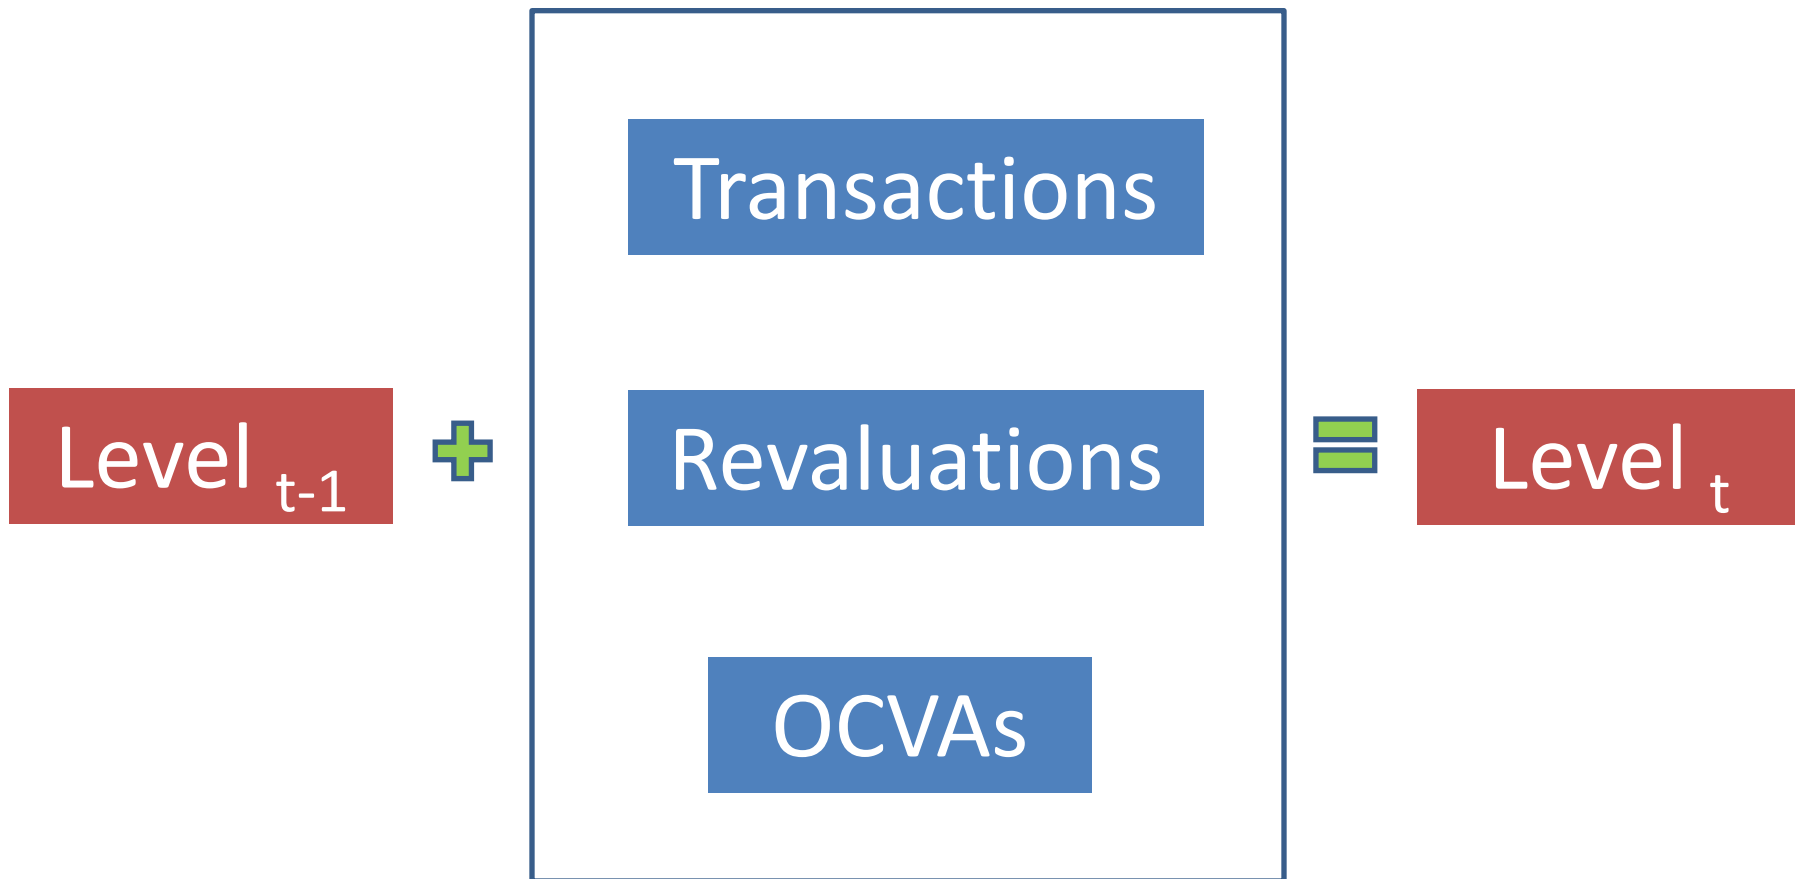 Transactions
Level t-1
Revaluations
Level t
OCVAs